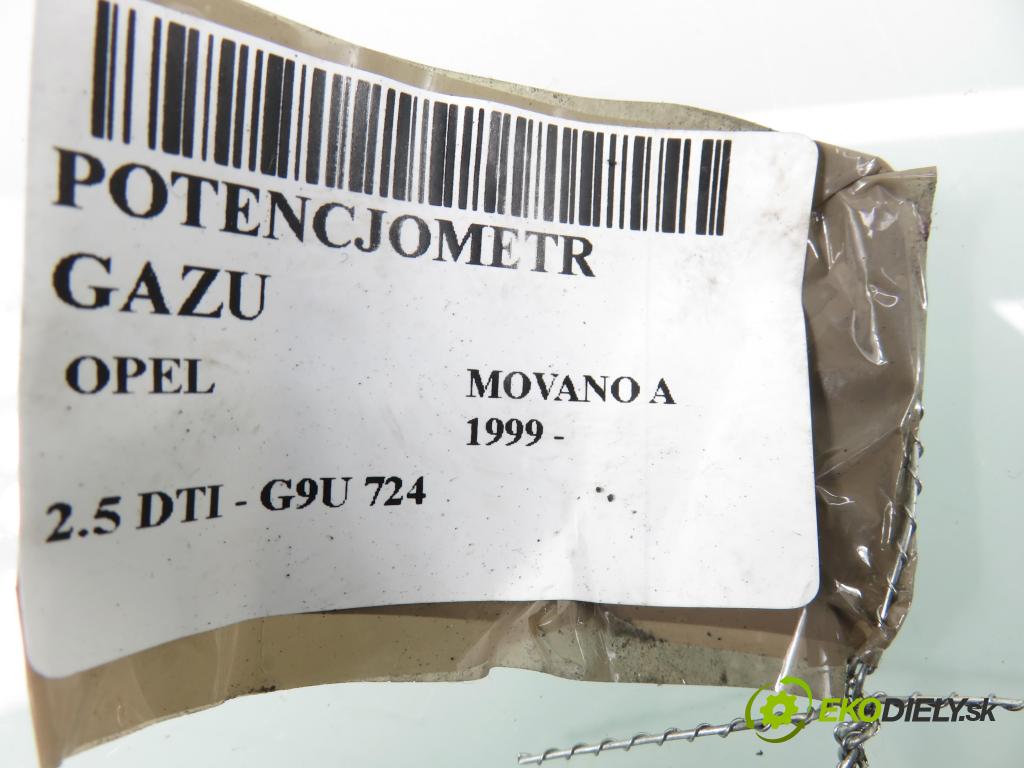 POTENCJOMETR
GAZU
OPEL MOVANO A
1999 -
2.5 DTI - G9U 724
EKODIELY.sk